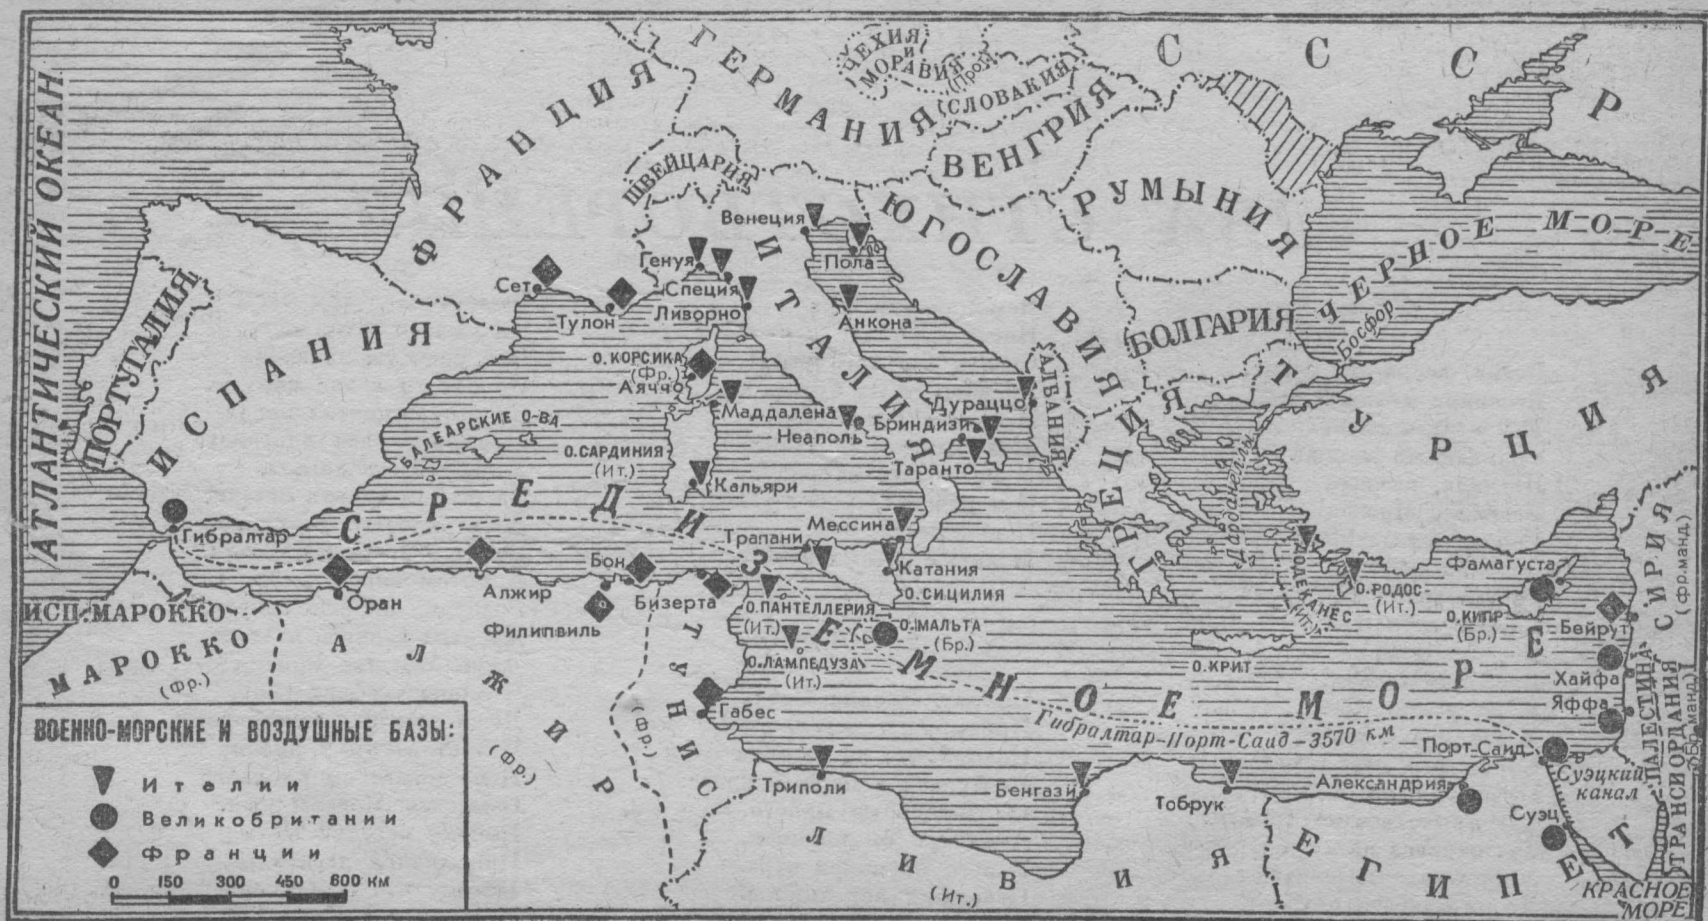 ГЕРМАНИЯ
ЧЕХИЯ
и
МОРАВИЯ
(Прот.)
СЛОВАКИЯ
СССР
ФРАНЦИЯ
ШВЕЙЦАРИЯ
ВЕНГРИЯ
РУМЫНИЯ
ЮГОСЛАВИЯ
ЧЕРНОЕ МОРЕ
АТЛАНТИЧЕСКИЙ ОКЕАН
ПОРТУГАЛИЯ
ИСПАНИЯ
ИТАЛИЯ
БОЛГАРИЯ
Босфор
АЛБАНИЯ
ГРЕЦИЯ
ТУРЦИЯ
Дарданеллы
Венеция
Пола
Генуя
Специя
Ливорно
Анкона
Сет
Тулон
О.КОРСИКА
(Фр.)
Аяччо
Маддалена
Неаполь
Бриндизи
Дураццо
Таранто
БАЛЕАРСКИЕ О-ВА
О.САРДИНИЯ
(Ит.)
Кальяри
СРЕДИЗЕМНОЕ МОРЕ
Гибралтар
Мессина
Трапани
Катания
О.СИЦИЛИЯ
Оран
Алжир
Бон
Филипвиль
Бизерта
О.ПАНТЕЛЛЕРИЯ
(Ит.)
О.МАЛЬТА
(Бр.)
О.ЛАМПЕДУЗА
(Ит.)
О.КРИТ
ДОДЕКАНЕС
(Ит.)
О.РОДОС
(Ит.)
Фамагуста
О.КИПР
(Бр.)
Бейрут
СИРИЯ
(фр.манд.)
Хайфа
Яффа
ПАЛЕСТИНА
ТРАНСИОРДАНИЯ
(Бр.манд.)
ИСП.МАРОККО
МАРОККО
(Фр.)
АЛЖИР
(Фр.)
ТУНИС
(Фр.)
Габес
Гибралтар-Порт-Саид-3570 км
Порт-Саид
Суэцкий
канал
Суэц
Александрия
Триполи
Бенгази
Тобрук
ЛИВИЯ
(Ит.)
ЕГИПЕТ
КРАСНОЕ
МОРЕ
ВОЕННО-МОРСКИЕ И ВОЗДУШНЫЕ БАЗЫ:
Италии
Великобритании
Франции
0 150 300 450 600 КМ